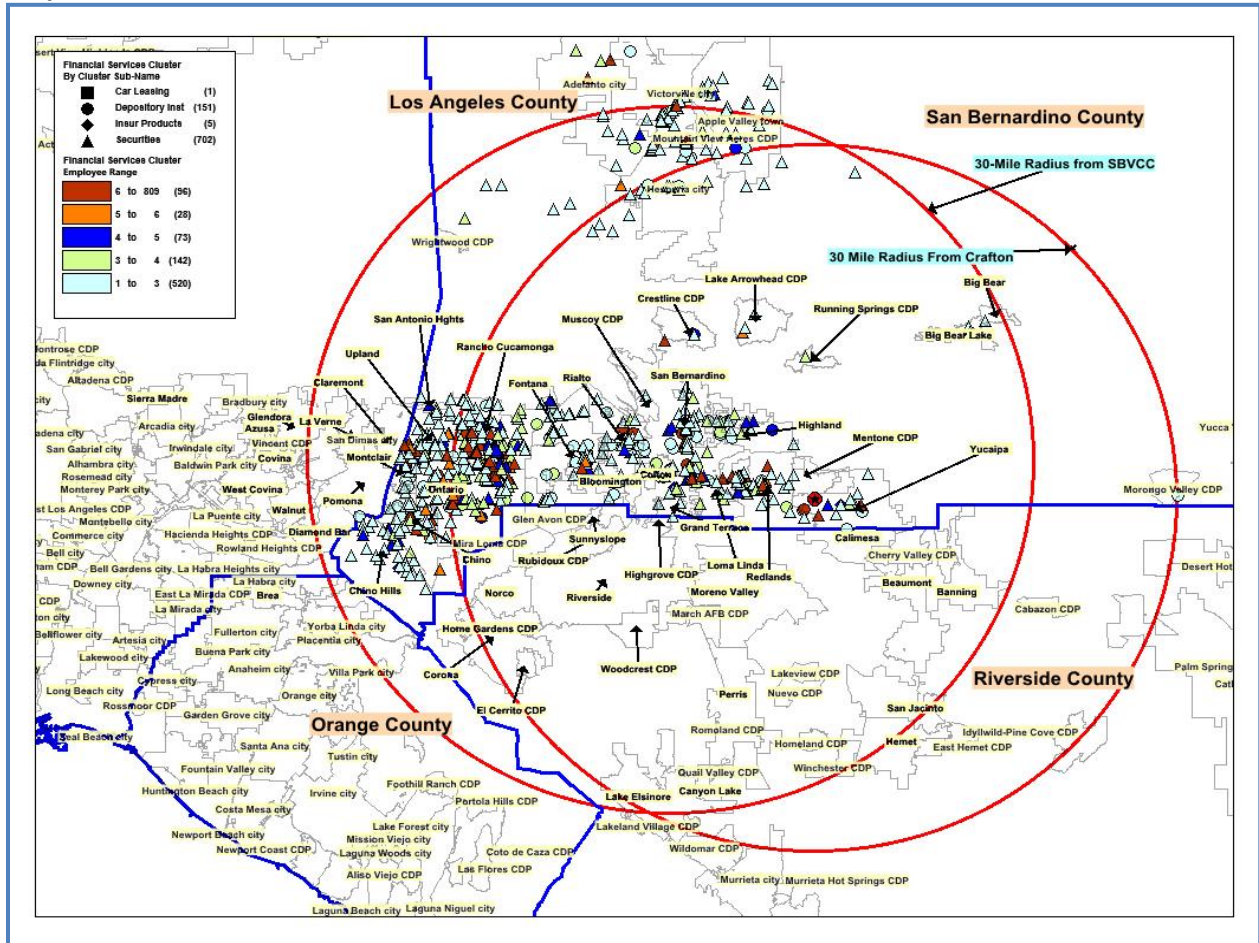 Financial Services Cluster
By Cluster Sub-Name
Car Leasing (1)
Depository Inst (151)
Insur Products (5)
Securities (702)
Financial Services Cluster
Employee Range
6 to 809 (96)
5 to 6 (28)
4 to 5 (73)
3 to 4 (142)
1 to 3 (520)
Los Angeles County
San Bernardino County
30-Mile Radius from SBVCC
30 Mile Radius From Crafton
Adelanto city
Victorville city
Apple Valley town
Mountain View Acres CDP
Hesperia city
Wrightwood CDP
Lake Arrowhead CDP
Crestline CDP
Big Bear
Running Springs CDP
Big Bear Lake
San Antonio Hghts
Muscoy CDP
Upland
Rancho Cucamonga
Claremont
Fontana
Rialto
San Bernardino
Altadena CDP
Sierra Madre
Bradbury city
Glendora
Azusa
La Verne
Arcadia city
San Dimas city
Highland
Mentone CDP
Yucaipa
San Gabriel city
Irwindale city
Vincent CDP
Covina
Montclair
Alhambra city
Baldwin Park city
Rosemead city
Monterey Park city
West Covina
Pomona
Ontario
Bloomington
Colton
Morongo Valley CDP
La Puente city
Walnut
Montebello city
Commerce city
Hacienda Heights CDP
Diamond Bar
Glen Avon CDP
Grand Terrace
Calimesa
Sunnyslope
Mira Loma CDP
Bell city
Rowland Heights CDP
Chino
Rubidoux CDP
Highgrove CDP
Loma Linda
Redlands
Cherry Valley CDP
Bell Gardens city
La Habra Heights city
Downey city
La Habra city
Chino Hills
Norco
Riverside
Moreno Valley
Beaumont
Banning
East La Mirada CDP
Brea
La Mirada city
March AFB CDP
Cabazon CDP
Artesia city
Fullerton city
Yorba Linda city
Placentia city
Home Gardens CDP
Lakewood city
Buena Park city
Woodcrest CDP
Cypress city
Anaheim city
Villa Park city
Corona
Lakeview CDP
Riverside County
Long Beach city
Orange city
Perris
Nuevo CDP
Rossmoor CDP
Garden Grove city
El Cerrito CDP
San Jacinto
Orange County
Seal Beach city
Romoland CDP
Idyllwild-Pine Cove CDP
Santa Ana city
Homeland CDP
Hemet
East Hemet CDP
Tustin city
Fountain Valley city
Winchester CDP
Quail Valley CDP
Huntington Beach city
Irvine city
Foothill Ranch CDP
Canyon Lake
Lake Elsinore
Costa Mesa city
Portola Hills CDP
Lakeland Village CDP
Lake Forest city
Newport Beach city
Mission Viejo city
Wildomar CDP
Newport Coast CDP
Laguna Woods city
Coto de Caza CDP
Aliso Viejo CDP
Las Flores CDP
Murrieta city
Murrieta Hot Springs CDP
Laguna Beach city
Laguna Niguel city